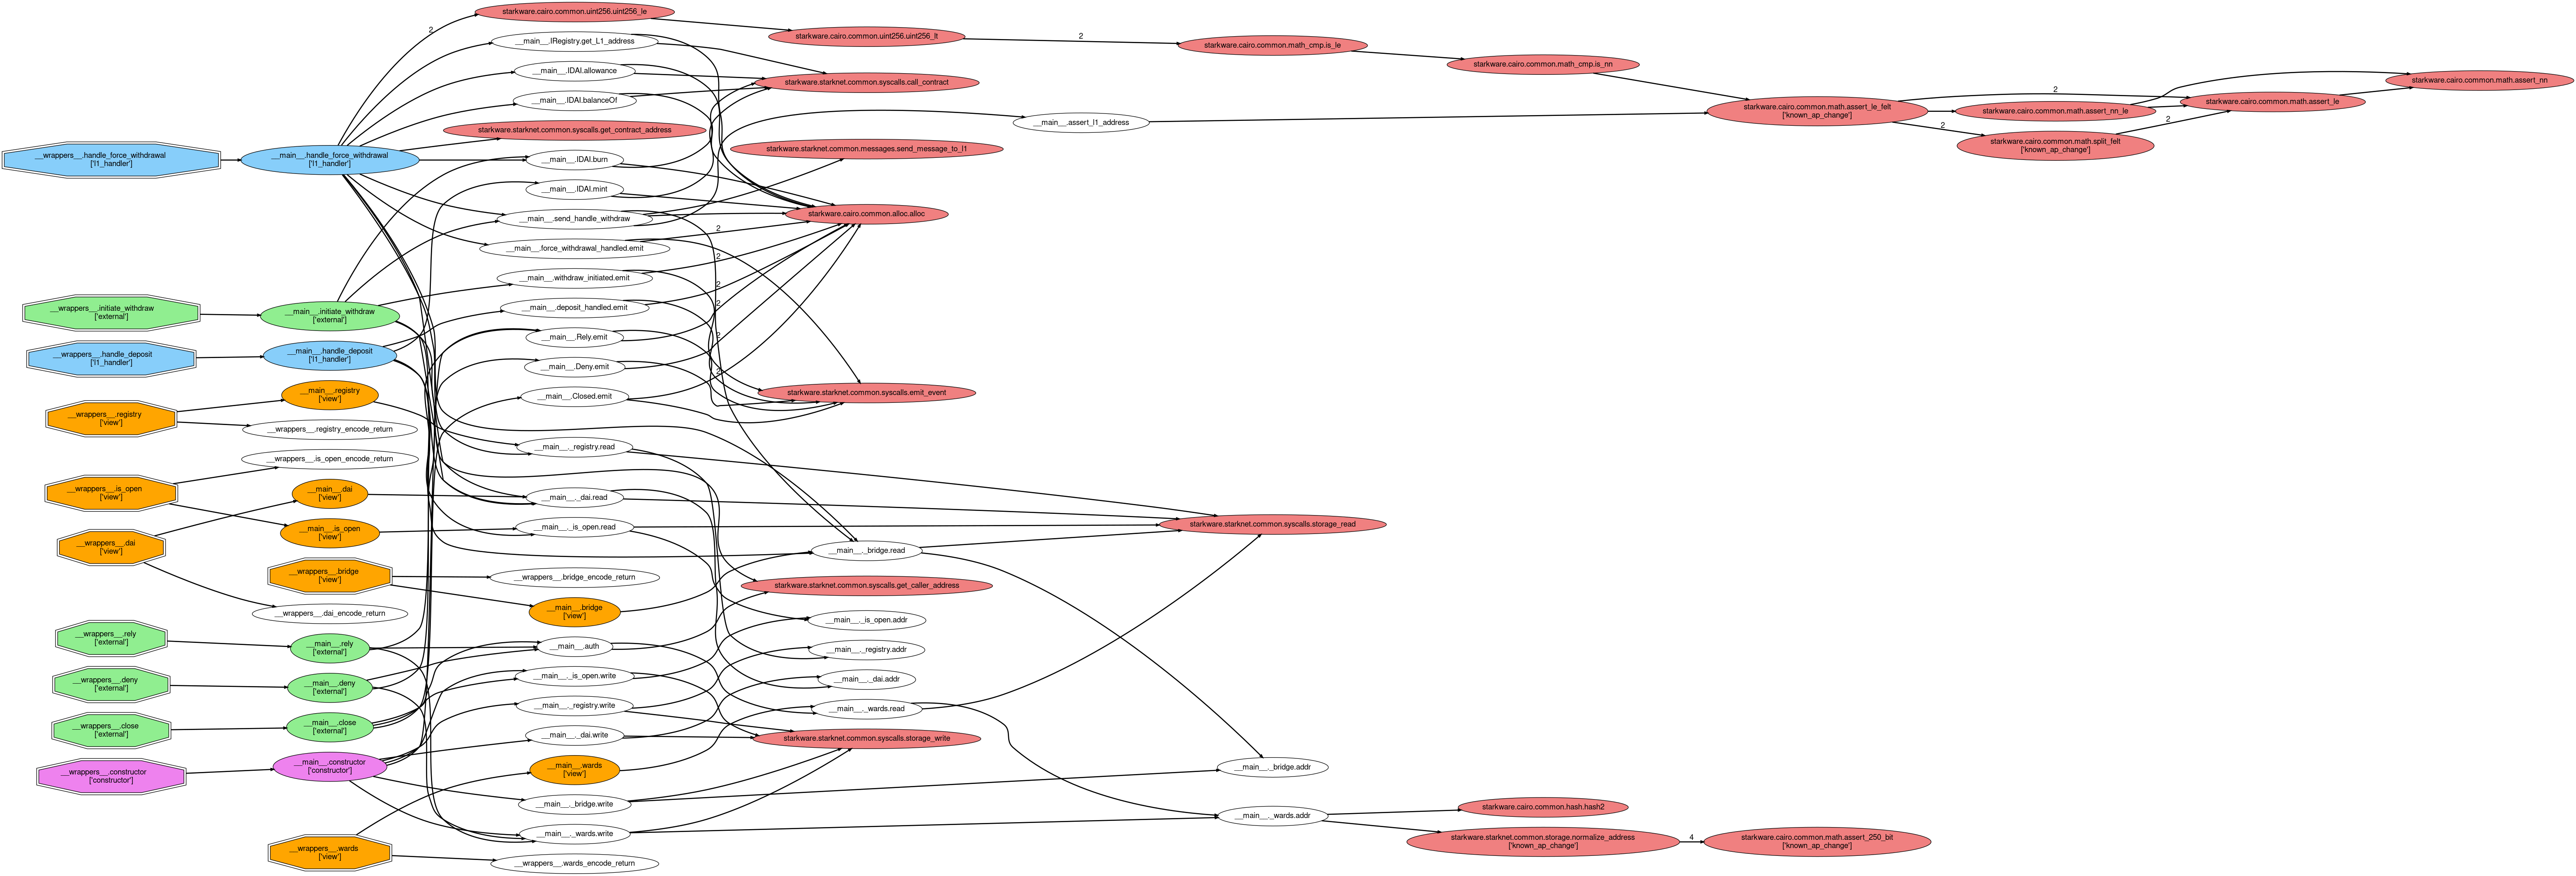 __wrappers__.handle_force_withdrawal
['l1_handler']
__wrappers__.initiate_withdraw
['external']
__wrappers__.handle_deposit
['l1_handler']
__wrappers__.registry
['view']
__wrappers__.is_open
['view']
__wrappers__.dai
['view']
__wrappers__.rely
['external']
__wrappers__.deny
['external']
__wrappers__.close
['external']
__wrappers__.constructor
['constructor']
__main__.handle_force_withdrawal
['l1_handler']
__main__.initiate_withdraw
['external']
__main__.handle_deposit
['l1_handler']
__main__.registry
['view']
__wrappers__.registry_encode_return
__wrappers__.is_open_encode_return
__main__.dai
['view']
__main__.is_open
['view']
__wrappers__.bridge
['view']
__wrappers__.dai_encode_return
__main__.rely
['external']
__main__.deny
['external']
__main__.close
['external']
__main__.constructor
['constructor']
__wrappers__.wards
['view']
2
starkware.cairo.common.uint256.uint256_le
__main__.IRegistry.get_L1_address
__main__.IDAI.allowance
__main__.IDAI.balanceOf
starkware.starknet.common.syscalls.get_contract_address
__main__.IDAI.burn
__main__.IDAI.mint
__main__.send_handle_withdraw
__main__.force_withdrawal_handled.emit
__main__.withdraw_initiated.emit
__main__.deposit_handled.emit
__main__.Rely.emit
__main__.Deny.emit
__main__.Closed.emit
__main__._registry.read
__main__._dai.read
__main__._is_open.read
__wrappers__.bridge_encode_return
__main__.bridge
['view']
__main__.auth
__main__._is_open.write
__main__._registry.write
__main__._dai.write
__main__.wards
['view']
__main__._bridge.write
__main__._wards.write
__wrappers__.wards_encode_return
2
2
2
2
2
2
starkware.cairo.common.uint256.uint256_lt
starkware.starknet.common.syscalls.call_contract
starkware.starknet.common.messages.send_message_to_l1
starkware.cairo.common.alloc.alloc
starkware.starknet.common.syscalls.emit_event
__main__._bridge.read
starkware.starknet.common.syscalls.get_caller_address
__main__._is_open.addr
__main__._registry.addr
__main__._dai.addr
__main__._wards.read
starkware.starknet.common.syscalls.storage_write
2
__main__.assert_l1_address
starkware.cairo.common.math_cmp.is_le
starkware.starknet.common.syscalls.storage_read
__main__._bridge.addr
__main__._wards.addr
starkware.cairo.common.math_cmp.is_nn
starkware.cairo.common.hash.hash2
starkware.starknet.common.storage.normalize_address
['known_ap_change']
4
starkware.cairo.common.math.assert_le_felt
['known_ap_change']
starkware.cairo.common.math.assert_250_bit
['known_ap_change']
2
2
starkware.cairo.common.math.assert_nn_le
starkware.cairo.common.math.split_felt
['known_ap_change']
2
starkware.cairo.common.math.assert_le
starkware.cairo.common.math.assert_nn